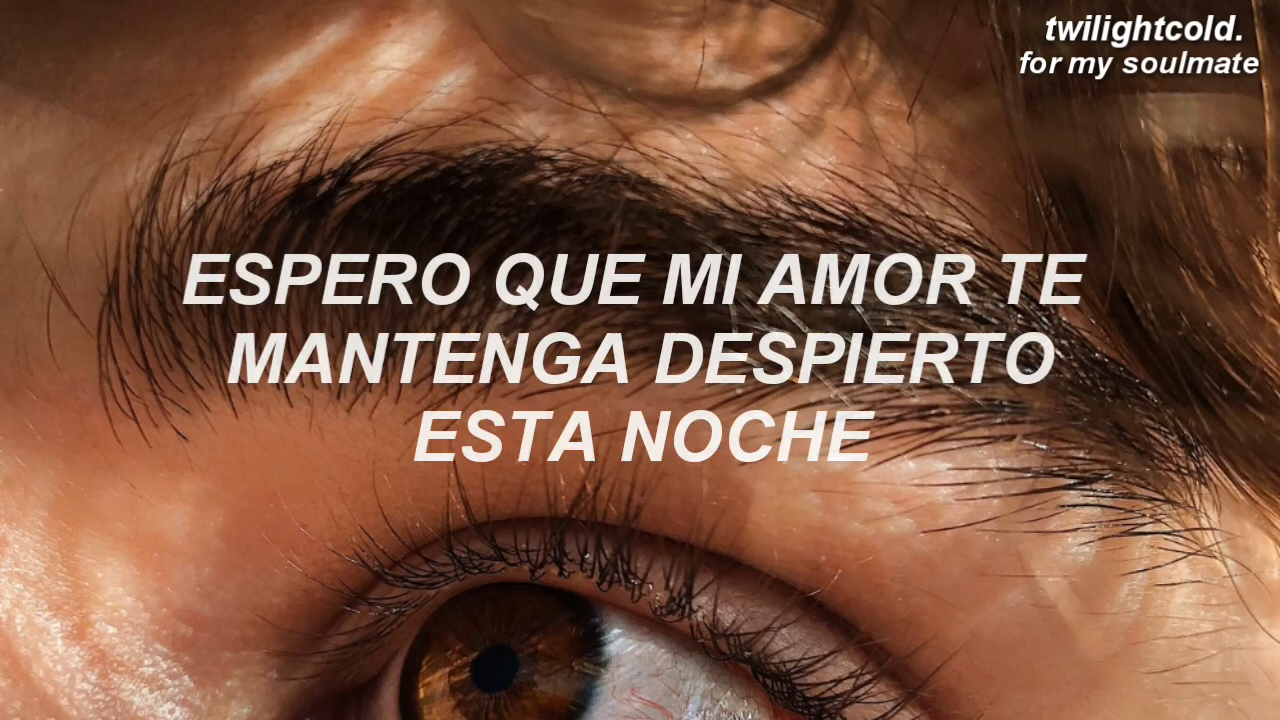 twilightcold.
for my soulmate
ESPERO QUE MI AMOR TE
MANTENGA DESPIERTO
ESTA NOCHE